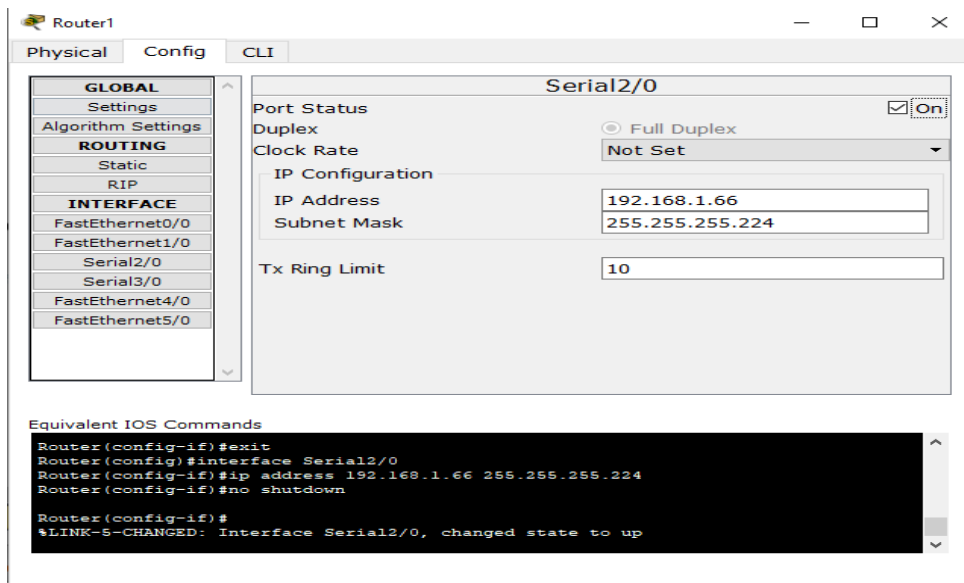 Router1
Physical Config CLI
GLOBAL
Settings
Algorithm Settings
ROUTING
Static
RIP
INTERFACE
FastEthernet0/0
FastEthernet1/0
Serial2/0
Serial3/0
FastEthernet4/0
FastEthernet5/0
Serial2/0
Port Status On
Duplex Full Duplex
Clock Rate Not Set
IP Configuration
IP Address 192.168.1.66
Subnet Mask 255.255.255.224
Tx Ring Limit 10
Equivalent IOS Commands
Router(config-if)#exit
Router(config)#interface Serial2/0
Router(config-if)#ip address 192.168.1.66 255.255.255.224
Router(config-if)#no shutdown
Router(config-if)#
%LINK-5-CHANGED: Interface Serial2/0, changed state to up